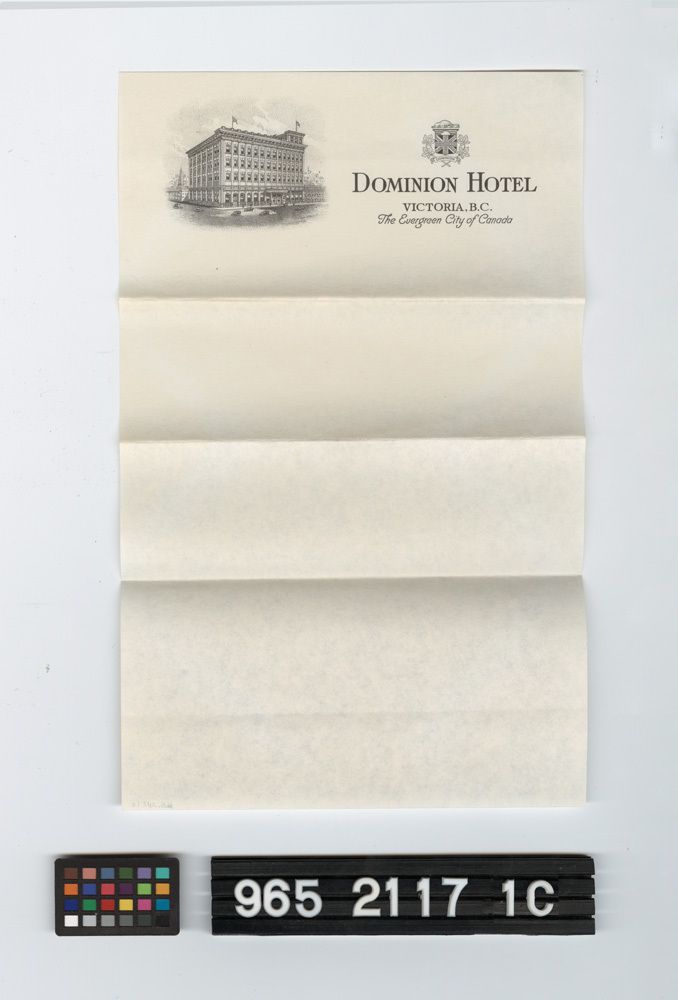 DOMINION HOTEL
VICTORIA, B.C.
The Evergreen City of Canada
965 2117 1C